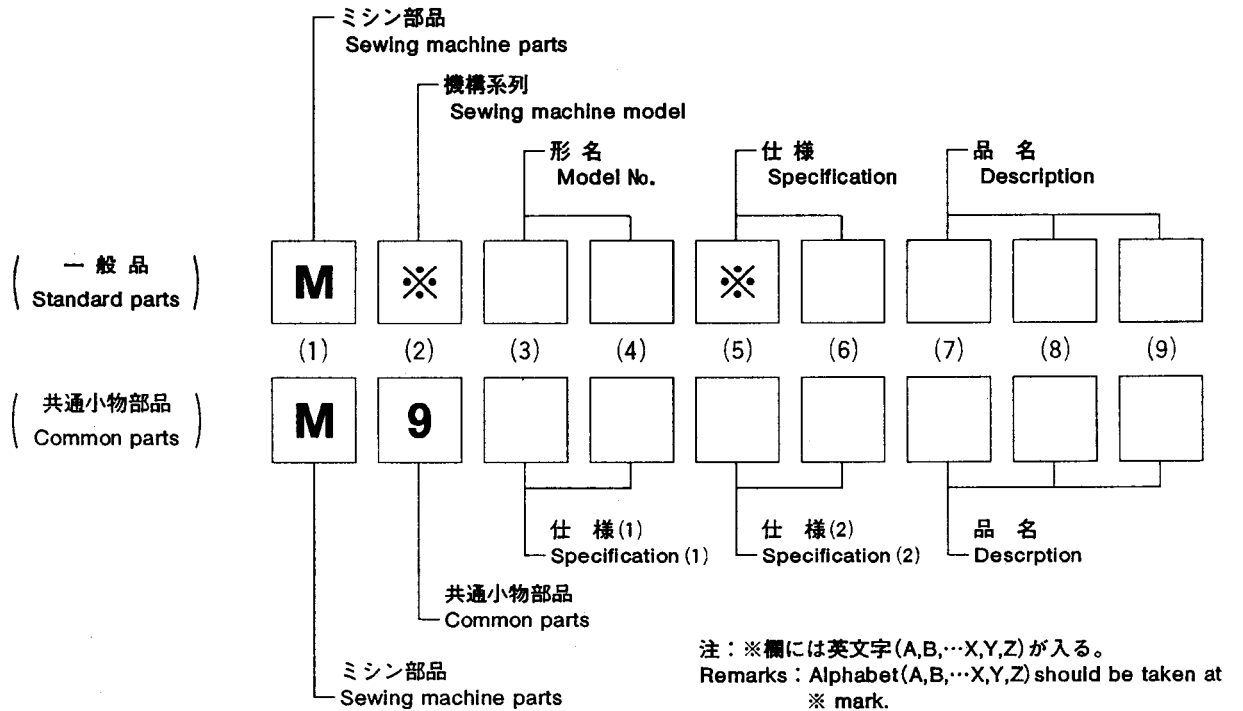 ミシン部品
Sewing machine parts
機構系列
Sewing machine model
形 名
Model No.
仕 様
Specification
品 名
Description
一 般 品
Standard parts
M ※ ※
(1) (2) (3) (4) (5) (6) (7) (8) (9)
共通小物部品
Common parts
M 9
仕 様(1)
Specification(1)
仕 様(2)
Specification(2)
品 名
Descrption
共通小物部品
Common parts
ミシン部品
Sewing machine parts
注:※欄には英文字(A,B,…X,Y,Z)が入る。
Remarks:Alphabet(A,B,…X,Y,Z)should be taken at
※ mark.